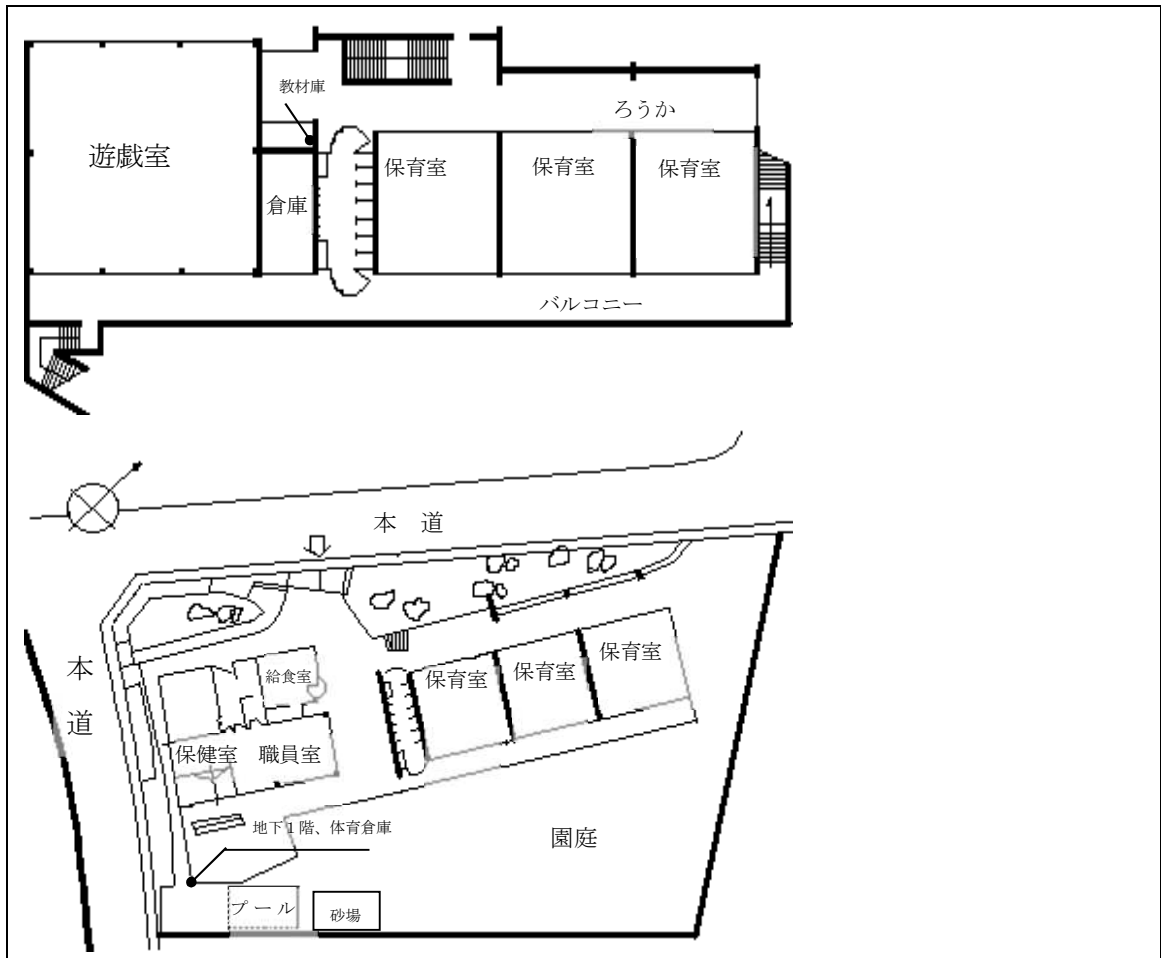 教材庫
ろうか
遊戯室
保育室
保育室
保育室
倉庫
バルコニー
本 道
本
道
給食室
保育室
保育室
保育室
保健室
職員室
地下1階、体育倉庫
園庭
プール
砂場